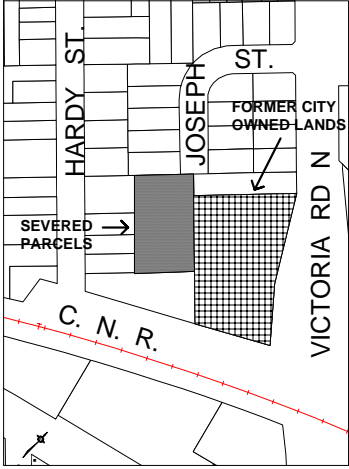 HARDY ST.
JOSEPH ST.
FORMER CITY
OWNED LANDS
VICTORIA RD N
SEVERED
PARCELS
C. N. R.